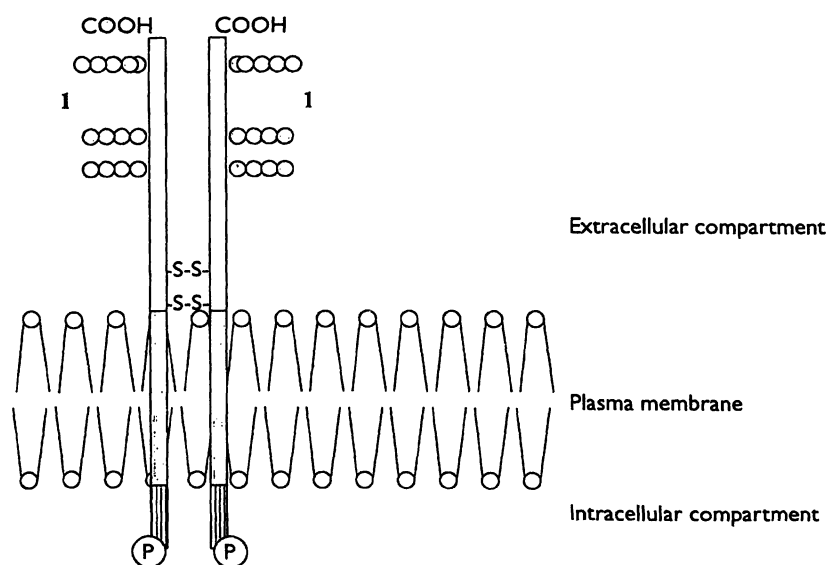 COOH COOH
1 1
Extracellular compartment
-S-S-
-S-S-
Plasma membrane
Intracellular compartment
P P